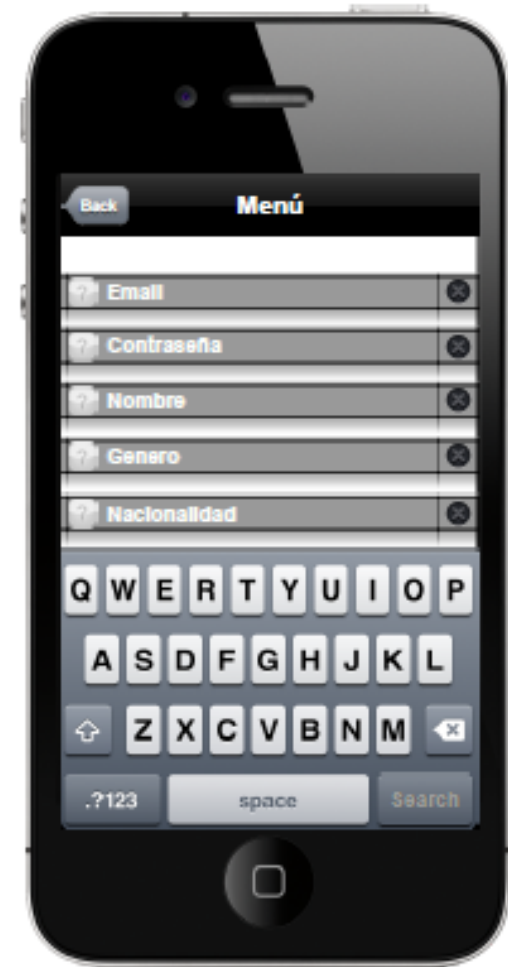 Back Menú
? Email
? Contraseña
? Nombre
? Genero
? Nacionalidad
Q W E R T Y U I O P
A S D F G H J K L
Z X C V B N M
.?123 space Search